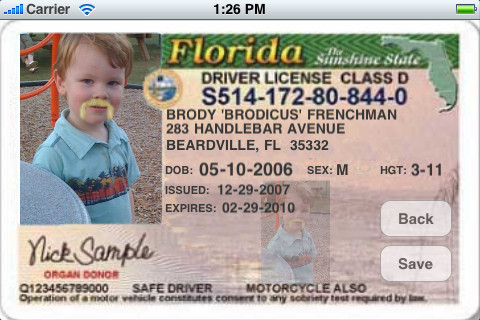 Carrier 1:26 PM
Florida The Sunshine State
DRIVER LICENSE CLASS D
S514-172-80-844-0
BRODY 'BRODICUS' FRENCHMAN
283 HANDLEBAR AVENUE
BEARDVILLE, FL 35332
DOB: 05-10-2006 SEX: M HGT: 3-11
ISSUED: 12-29-2007
EXPIRES: 02-29-2010
Back
Nick Sample
Save
ORGAN DONOR
Q123456789000 SAFE DRIVER MOTORCYCLE ALSO
Operation of a motor vehicle constitutes consent to any sobriety test required by law.